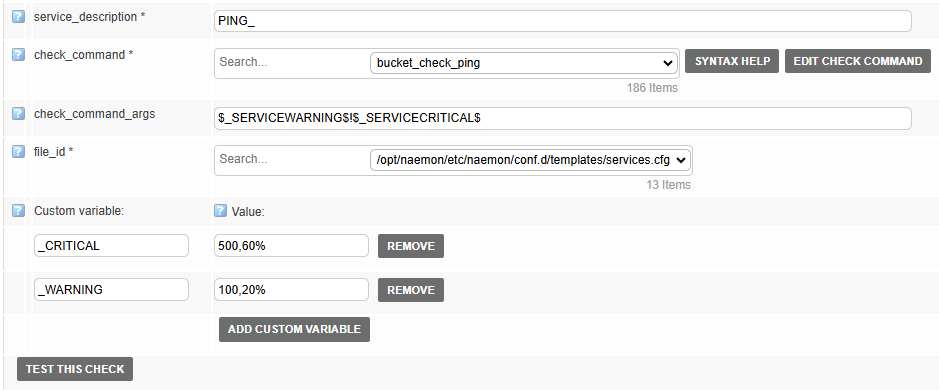 service_description *
PING_
check_command *
Search...
bucket_check_ping
SYNTAX HELP
EDIT CHECK COMMAND
186 Items
check_command_args
$_SERVICEWARNING$!$_SERVICECRITICAL$
file_id *
Search...
/opt/naemon/etc/naemon/conf.d/templates/services.cfg
13 Items
Custom variable:
Value:
_CRITICAL
500,60%
REMOVE
_WARNING
100,20%
REMOVE
ADD CUSTOM VARIABLE
TEST THIS CHECK